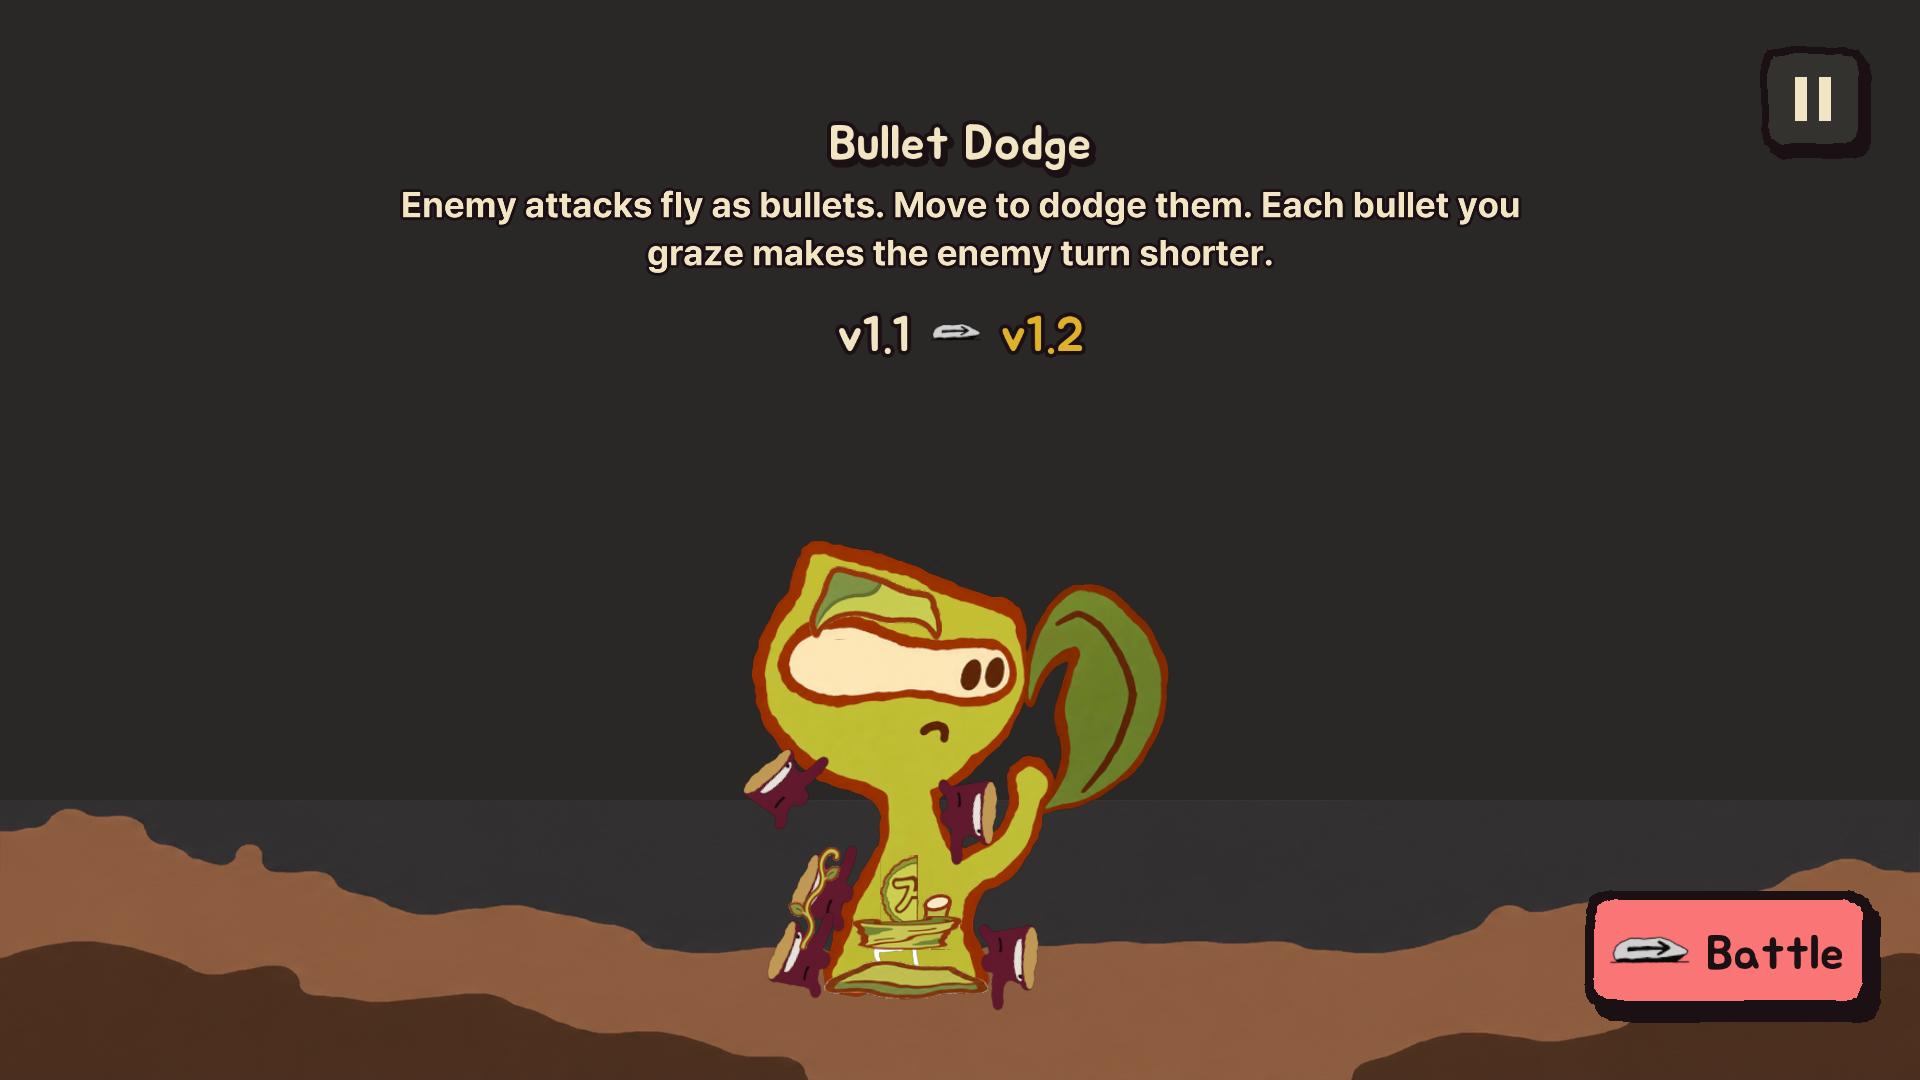 Bullet Dodge
Enemy attacks fly as bullets. Move to dodge them. Each bullet you
graze makes the enemy turn shorter.
v1.1 v1.2
Battle